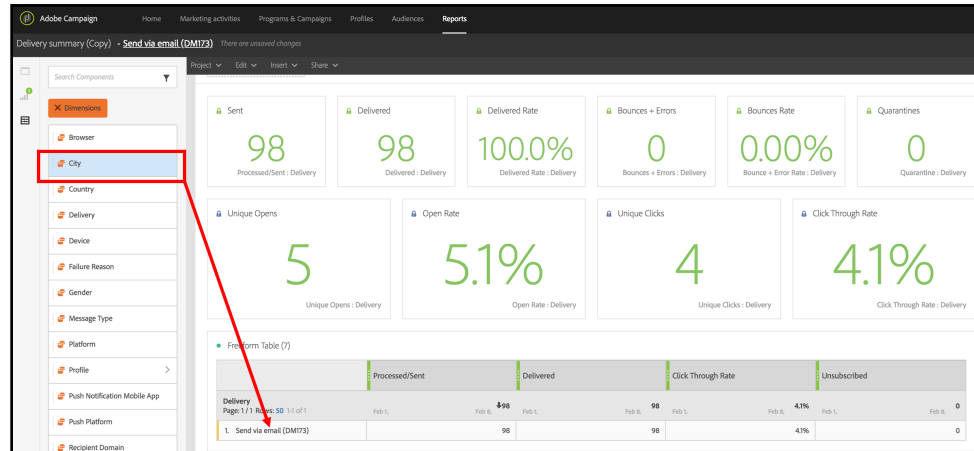 Adobe Campaign Home Marketing activities Programs & Campaigns Profiles Audiences Reports
Delivery summary (Copy) - Send via email (DM173) There are unsaved changes
Project Edit Insert Share
Search Components
Dimensions
Browser
City
Country
Delivery
Device
Failure Reason
Gender
Message Type
Platform
Profile
Push Notification Mobile App
Push Platform
Recipient Domain
Sent
98
Processed/Sent : Delivery
Delivered
98
Delivered : Delivery
Delivered Rate
100.0%
Delivered Rate : Delivery
Bounces + Errors
0
Bounces + Errors : Delivery
Bounces Rate
0.00%
Bounce + Error Rate : Delivery
Quarantines
0
Quarantine : Delivery
Unique Opens
5
Unique Opens : Delivery
Open Rate
5.1%
Open Rate : Delivery
Unique Clicks
4
Unique Clicks : Delivery
Click Through Rate
4.1%
Click Through Rate : Delivery
Freeform Table (7)
Processed/Sent Delivered Click Through Rate Unsubscribed
Delivery
Page: 1 / 1 Rows: 50 1-1 of 1 Feb 1, Feb 8, 98 Feb 1, Feb 8, 98 Feb 1, Feb 8, 4.1% Feb 1, Feb 8, 0
1. Send via email (DM173) 98 98 4.1% 0